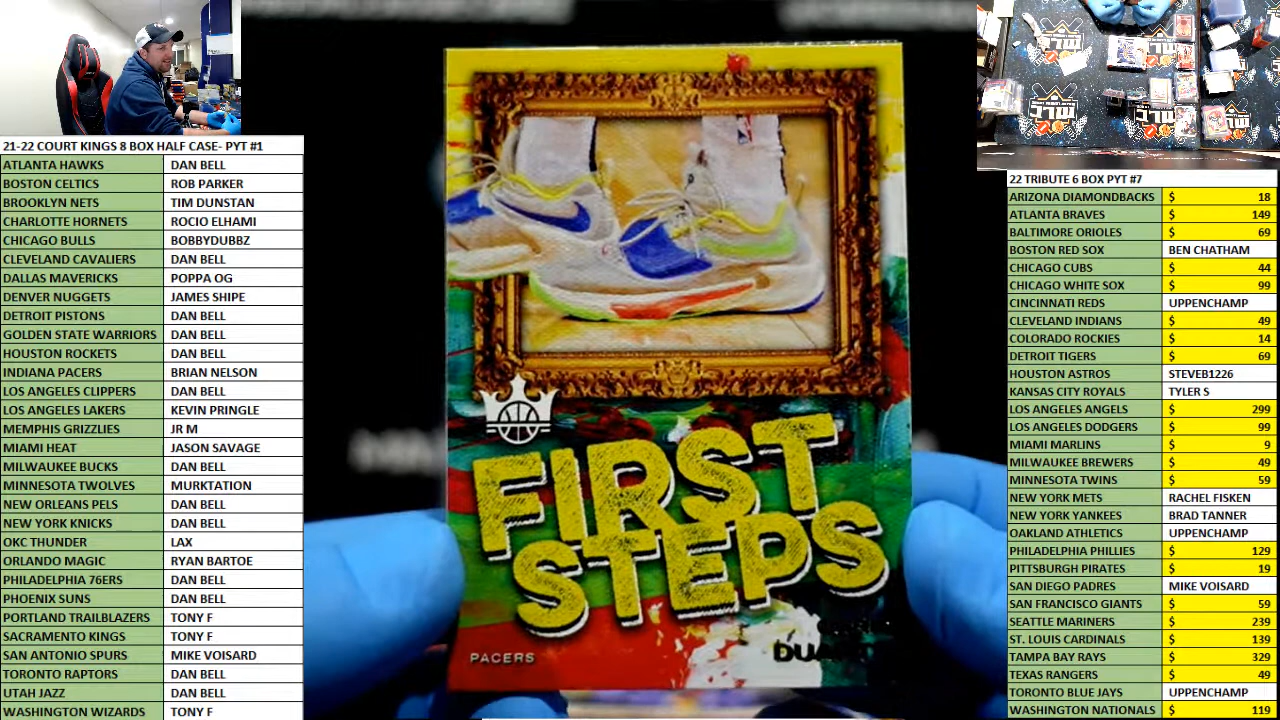 21-22 COURT KINGS 8 BOX HALF CASE- PYT #1
ATLANTA HAWKS DAN BELL
BOSTON CELTICS ROB PARKER
BROOKLYN NETS TIM DUNSTAN
CHARLOTTE HORNETS ROCIO ELHAMI
CHICAGO BULLS BOBBYDUBBZ
CLEVELAND CAVALIERS DAN BELL
DALLAS MAVERICKS POPPA OG
DENVER NUGGETS JAMES SHIPE
DETROIT PISTONS DAN BELL
GOLDEN STATE WARRIORS DAN BELL
HOUSTON ROCKETS DAN BELL
INDIANA PACERS BRIAN NELSON
LOS ANGELES CLIPPERS DAN BELL
LOS ANGELES LAKERS KEVIN PRINGLE
MEMPHIS GRIZZLIES JR M
MIAMI HEAT JASON SAVAGE
MILWAUKEE BUCKS DAN BELL
MINNESOTA TWOLVES MURKTATION
NEW ORLEANS PELS DAN BELL
NEW YORK KNICKS DAN BELL
OKC THUNDER LAX
ORLANDO MAGIC RYAN BARTOE
PHILADELPHIA 76ERS DAN BELL
PHOENIX SUNS DAN BELL
PORTLAND TRAILBLAZERS TONY F
SACRAMENTO KINGS TONY F
SAN ANTONIO SPURS MIKE VOISARD
TORONTO RAPTORS DAN BELL
UTAH JAZZ DAN BELL
WASHINGTON WIZARDS TONY F
FIRST
STEPS
PACERS
22 TRIBUTE 6 BOX PYT #7
ARIZONA DIAMONDBACKS $ 18
ATLANTA BRAVES $ 149
BALTIMORE ORIOLES $ 69
BOSTON RED SOX BEN CHATHAM
CHICAGO CUBS $ 44
CHICAGO WHITE SOX $ 99
CINCINNATI REDS UPPENCHAMP
CLEVELAND INDIANS $ 49
COLORADO ROCKIES $ 14
DETROIT TIGERS $ 69
HOUSTON ASTROS STEVEB1226
KANSAS CITY ROYALS TYLER S
LOS ANGELES ANGELS $ 299
LOS ANGELES DODGERS $ 99
MIAMI MARLINS $ 9
MILWAUKEE BREWERS $ 49
MINNESOTA TWINS $ 59
NEW YORK METS RACHEL FISKEN
NEW YORK YANKEES BRAD TANNER
OAKLAND ATHLETICS UPPENCHAMP
PHILADELPHIA PHILLIES $ 129
PITTSBURGH PIRATES $ 19
SAN DIEGO PADRES MIKE VOISARD
SAN FRANCISCO GIANTS $ 59
SEATTLE MARINERS $ 239
ST. LOUIS CARDINALS $ 139
TAMPA BAY RAYS $ 329
TEXAS RANGERS $ 49
TORONTO BLUE JAYS UPPENCHAMP
WASHINGTON NATIONALS $ 119